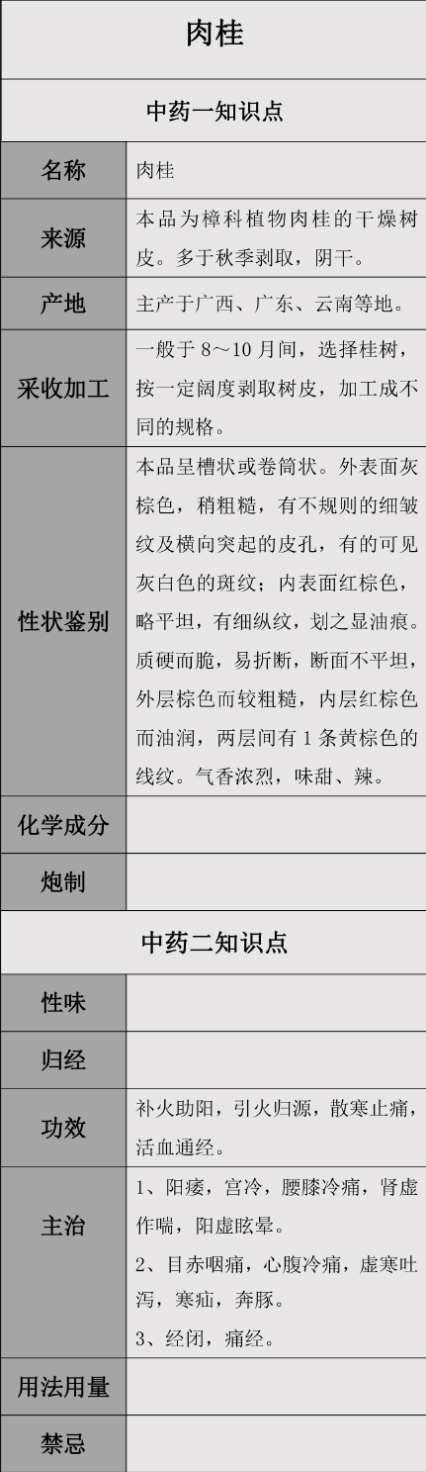 肉桂
中药一知识点
名称
肉桂
来源
本品为樟科植物肉桂的干燥树
皮。多于秋季剥取，阴干。
产地
主产于广西、广东、云南等地。
采收加工
一般于 8～10 月间，选择桂树，
按一定阔度剥取树皮，加工成不
同的规格。
性状鉴别
本品呈槽状或卷筒状。外表面灰
棕色，稍粗糙，有不规则的细皱
纹及横向突起的皮孔，有的可见
灰白色的斑纹；内表面红棕色，
略平坦，有细纵纹，划之显油痕。
质硬而脆，易折断，断面不平坦，
外层棕色而较粗糙，内层红棕色
而油润，两层间有 1 条黄棕色的
线纹。气香浓烈，味甜、辣。
化学成分
炮制
中药二知识点
性味
归经
功效
补火助阳，引火归源，散寒止痛，
活血通经。
主治
1、阳痿，宫冷，腰膝冷痛，肾虚
作喘，阳虚眩晕。
2、目赤咽痛，心腹冷痛，虚寒吐
泻，寒疝，奔豚。
3、经闭，痛经。
用法用量
禁忌